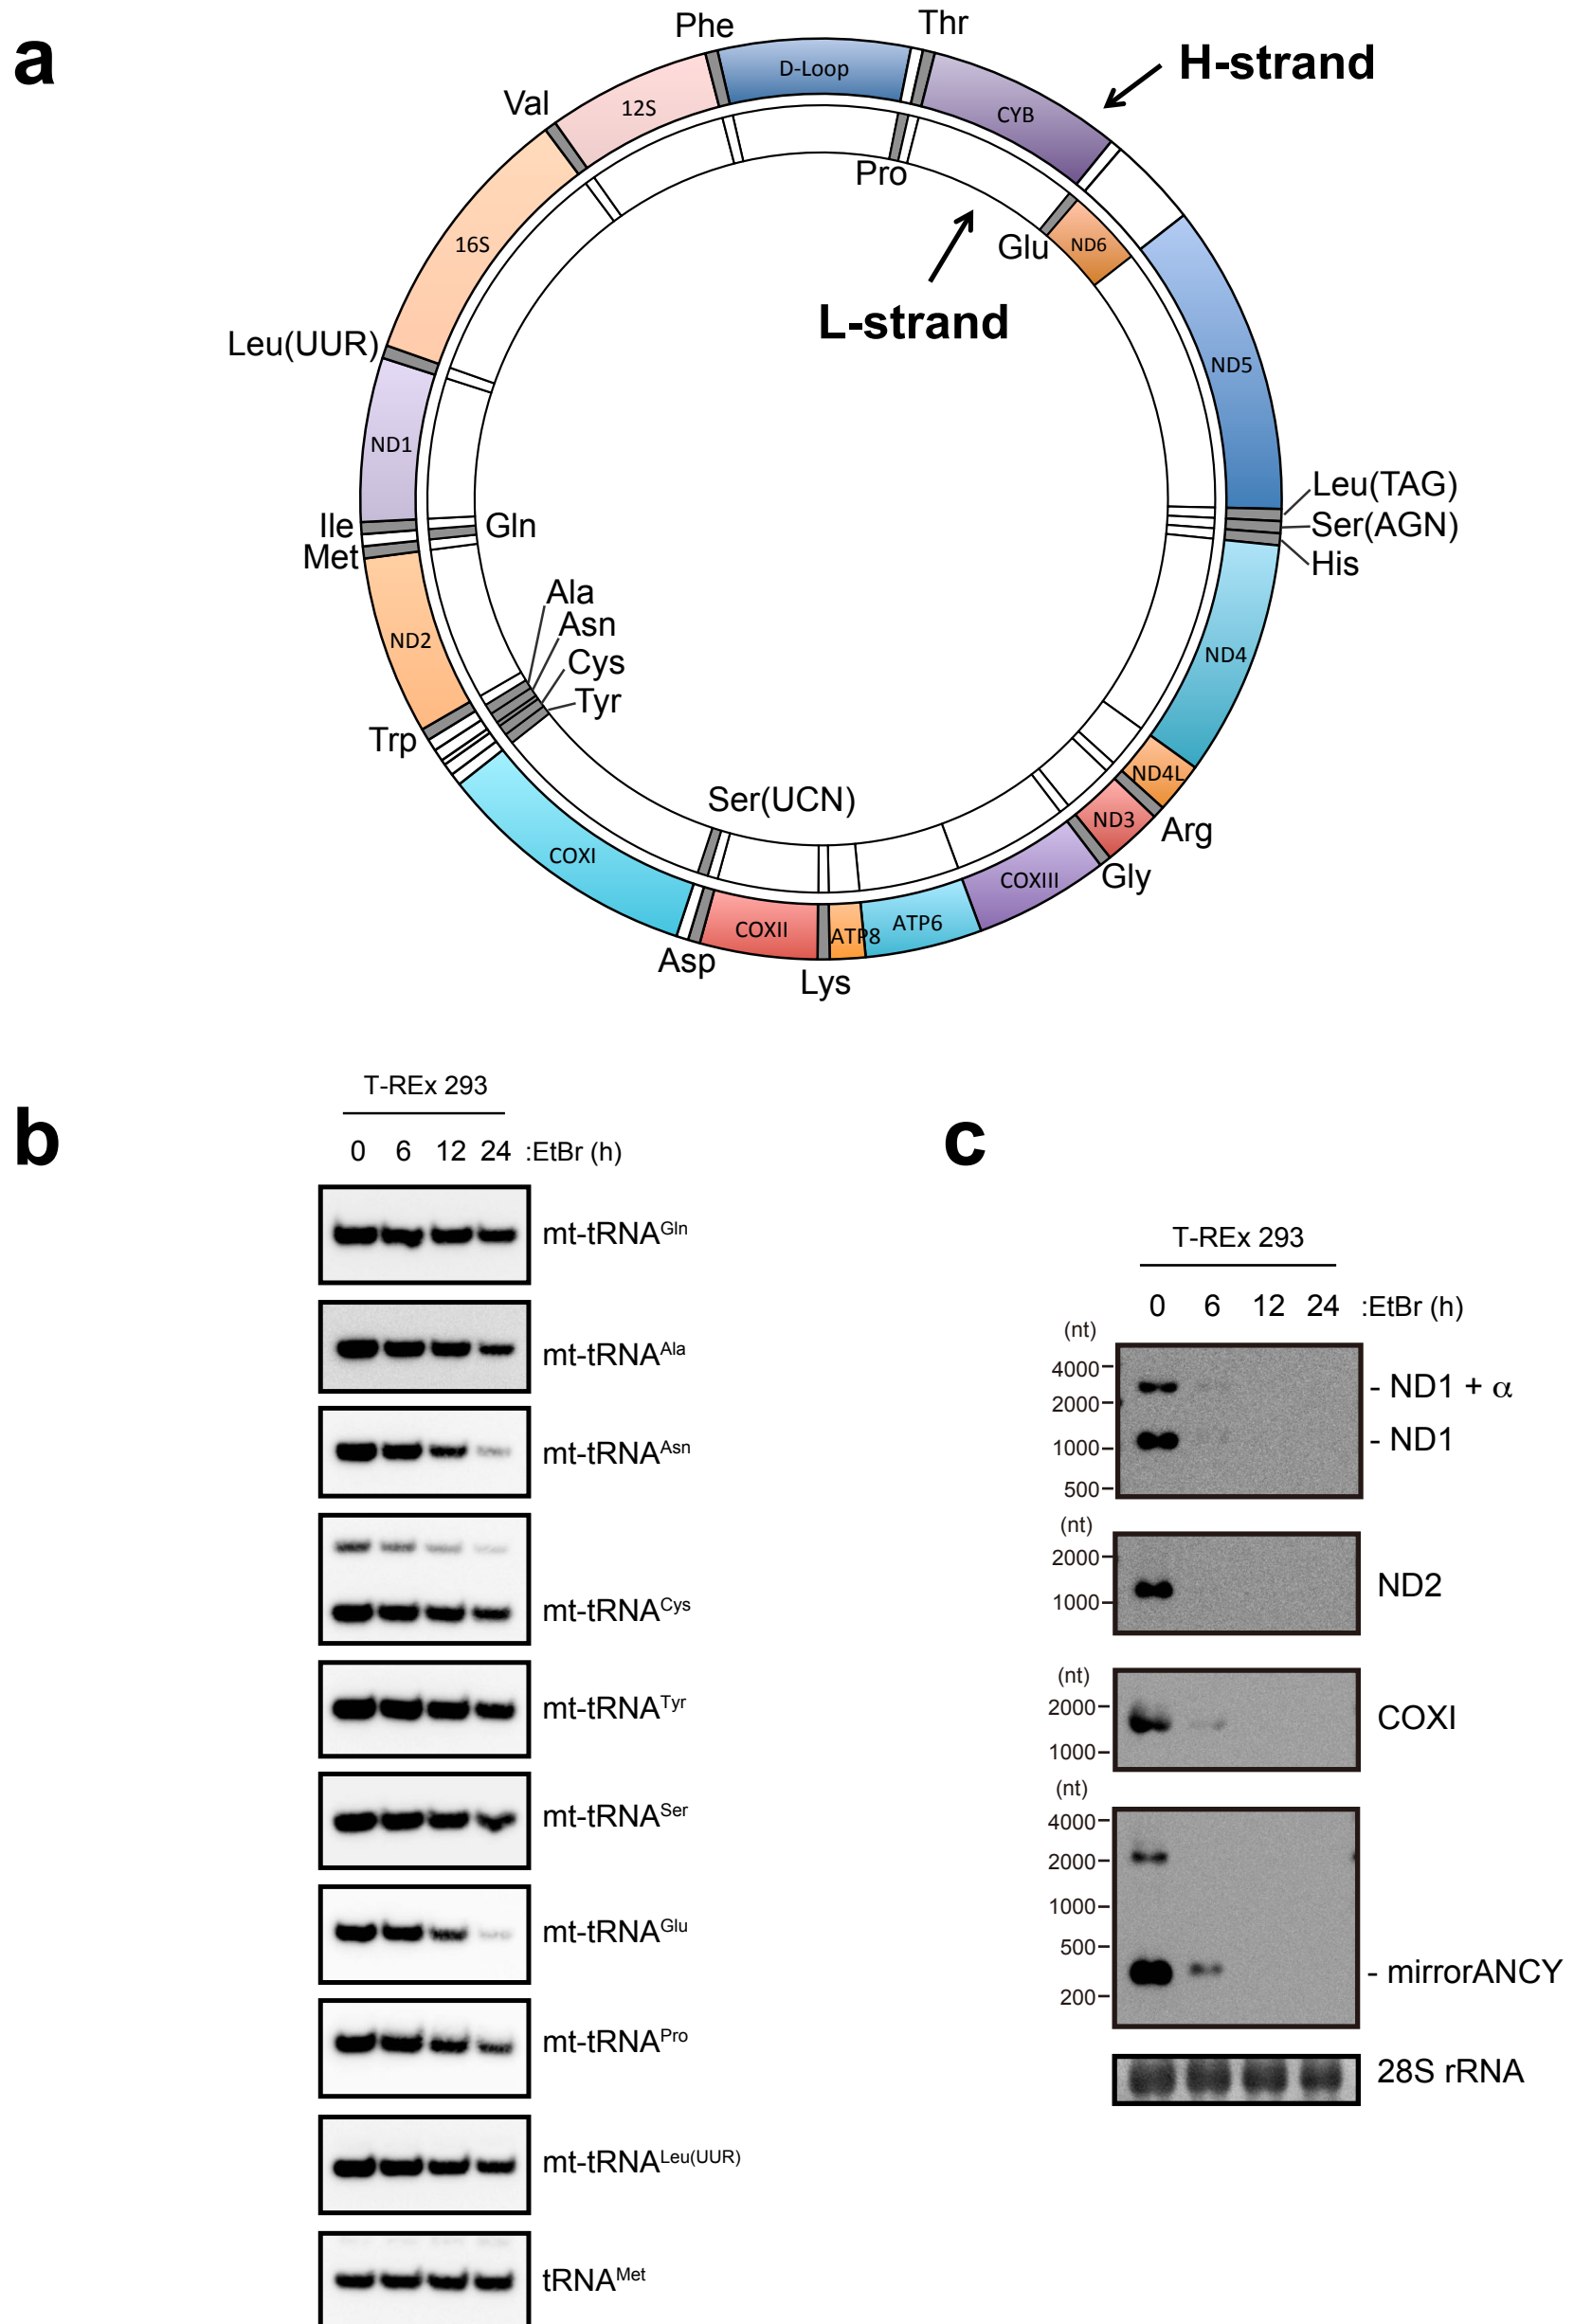 a
Phe
Thr
D-Loop
H-strand
Val
12S
CYB
Pro
16S
Glu
ND6
L-strand
Leu(UUR)
ND5
ND1
Leu(TAG)
Ile
Gln
Ser(AGN)
Met
His
Ala
Asn
ND2
Cys
ND4
Tyr
Trp
ND4L
Ser(UCN)
ND3
Arg
COXI
COXIII
Gly
COXII
ATP8
ATP6
Asp
Lys
b
T-REx 293
0 6 12 24 :EtBr (h)
mt-tRNAGln
mt-tRNAAla
mt-tRNAAsn
mt-tRNACys
mt-tRNATyr
mt-tRNASer
mt-tRNAGlu
mt-tRNAPro
mt-tRNALeu(UUR)
tRNAMet
c
T-REx 293
0 6 12 24 :EtBr (h)
(nt)
4000
- ND1 + α
2000
1000
- ND1
500
(nt)
2000
ND2
1000
(nt)
2000
COXI
1000
(nt)
4000
2000
1000
500
- mirrorANCY
200
28S rRNA